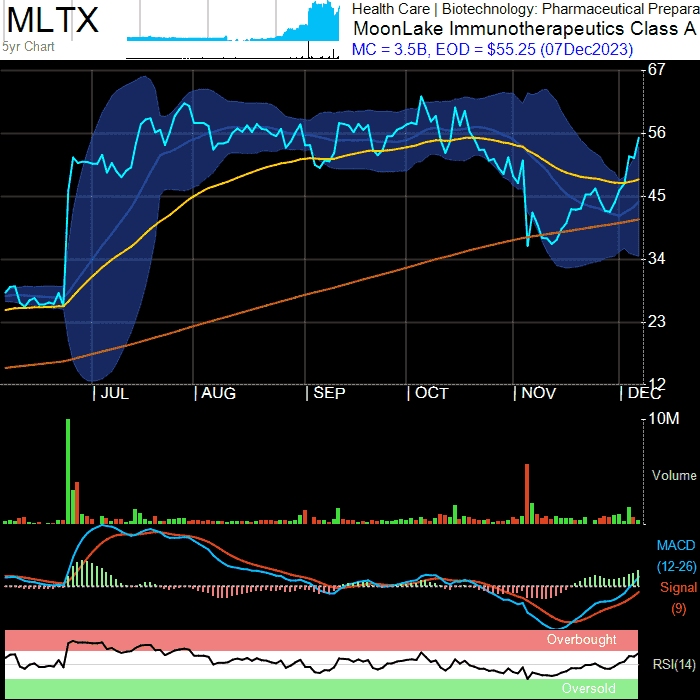 MLTX
5yr Chart
Health Care | Biotechnology: Pharmaceutical Prepara
MoonLake Immunotherapeutics Class A
MC = 3.5B, EOD = $55.25 (07Dec2023)
67
56
45
34
23
12
| JUL | AUG | SEP | OCT | NOV | DEC
10M
Volume
MACD
(12-26)
Signal
(9)
Overbought
RSI(14)
Oversold